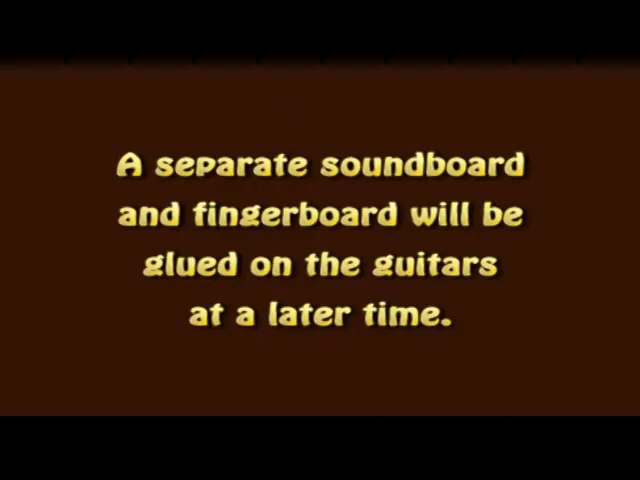 A separate soundboard
and fingerboard will be
glued on the guitars
at a later time.